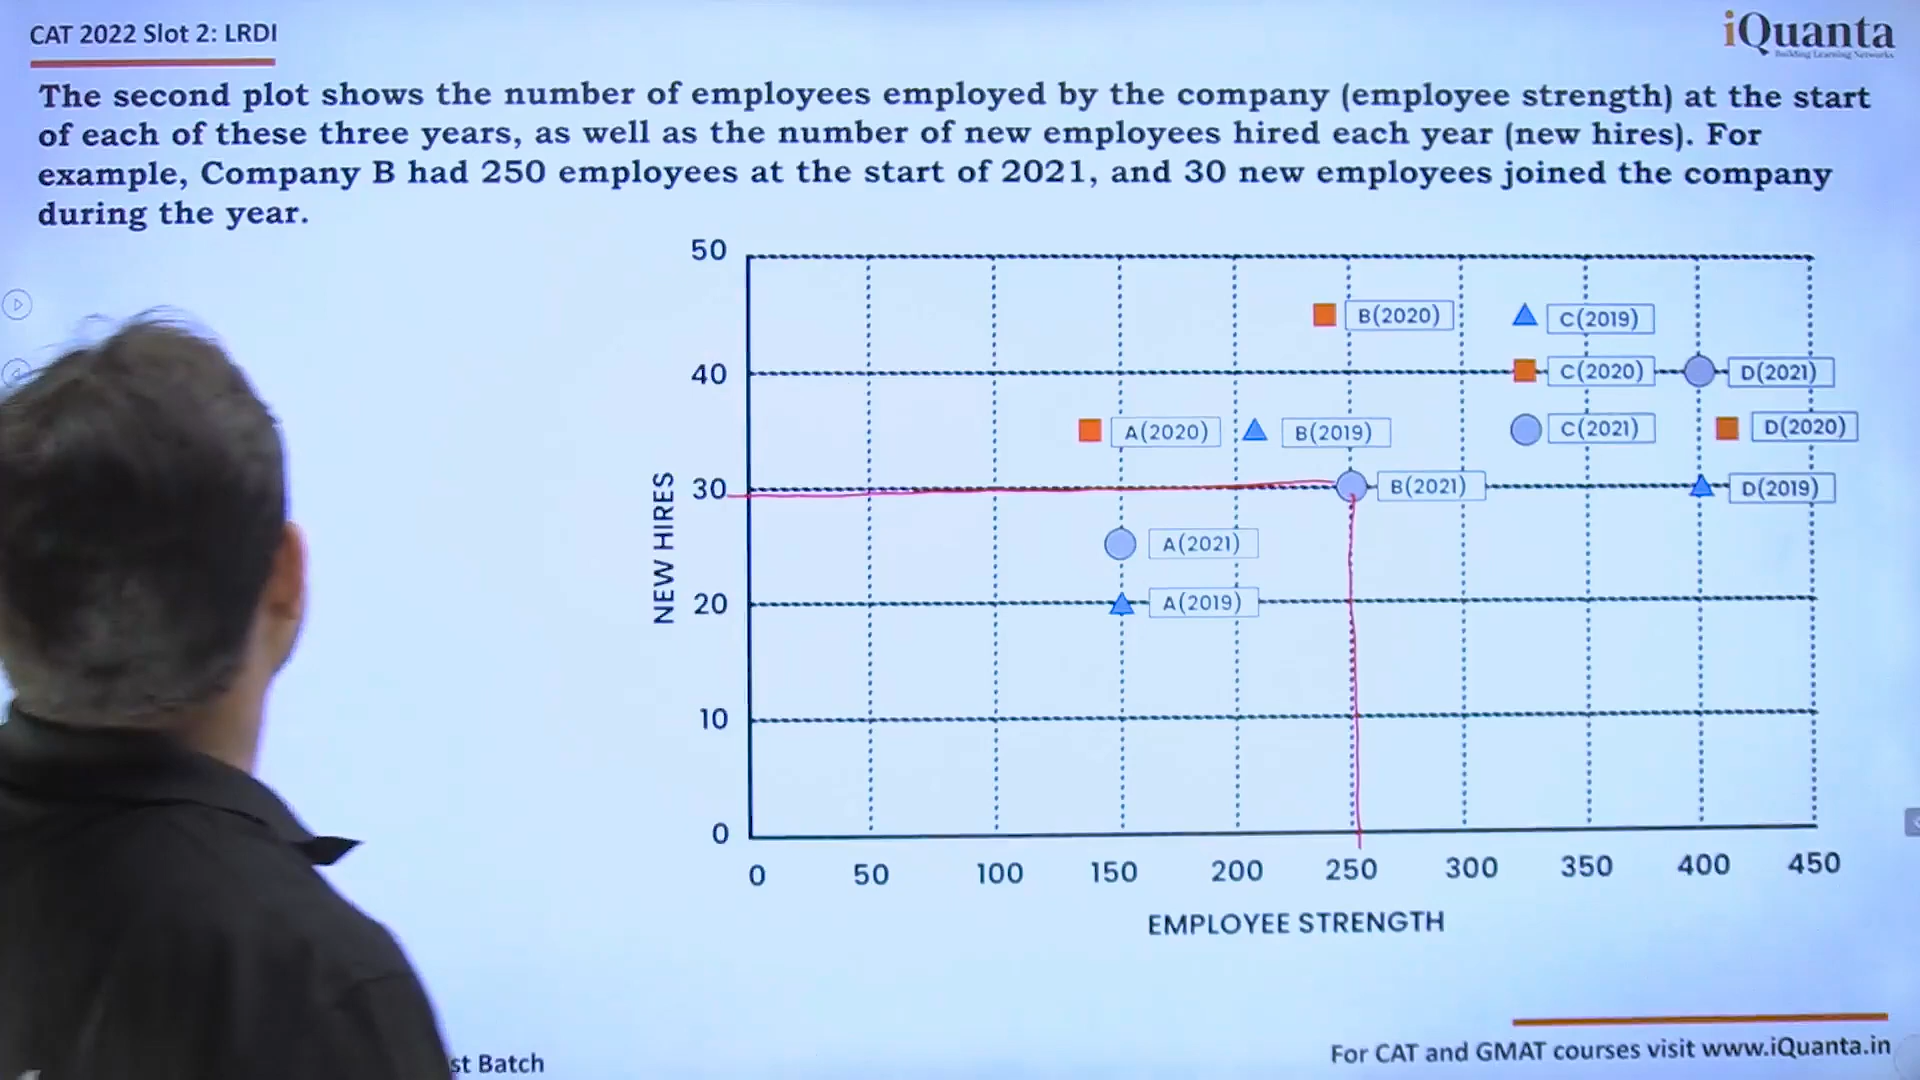 CAT 2022 Slot 2: LRDI
iQuanta
Building Learning Networks
The second plot shows the number of employees employed by the company (employee strength) at the start
of each of these three years, as well as the number of new employees hired each year (new hires). For
example, Company B had 250 employees at the start of 2021, and 30 new employees joined the company
during the year.
50
B(2020)
C(2019)
40
C(2020)
D(2021)
A(2020)
B(2019)
C(2021)
D(2020)
30
B(2021)
D(2019)
NEW HIRES
A(2021)
20
A(2019)
10
0
0 50 100 150 200 250 300 350 400 450
EMPLOYEE STRENGTH
st Batch
For CAT and GMAT courses visit www.iQuanta.in